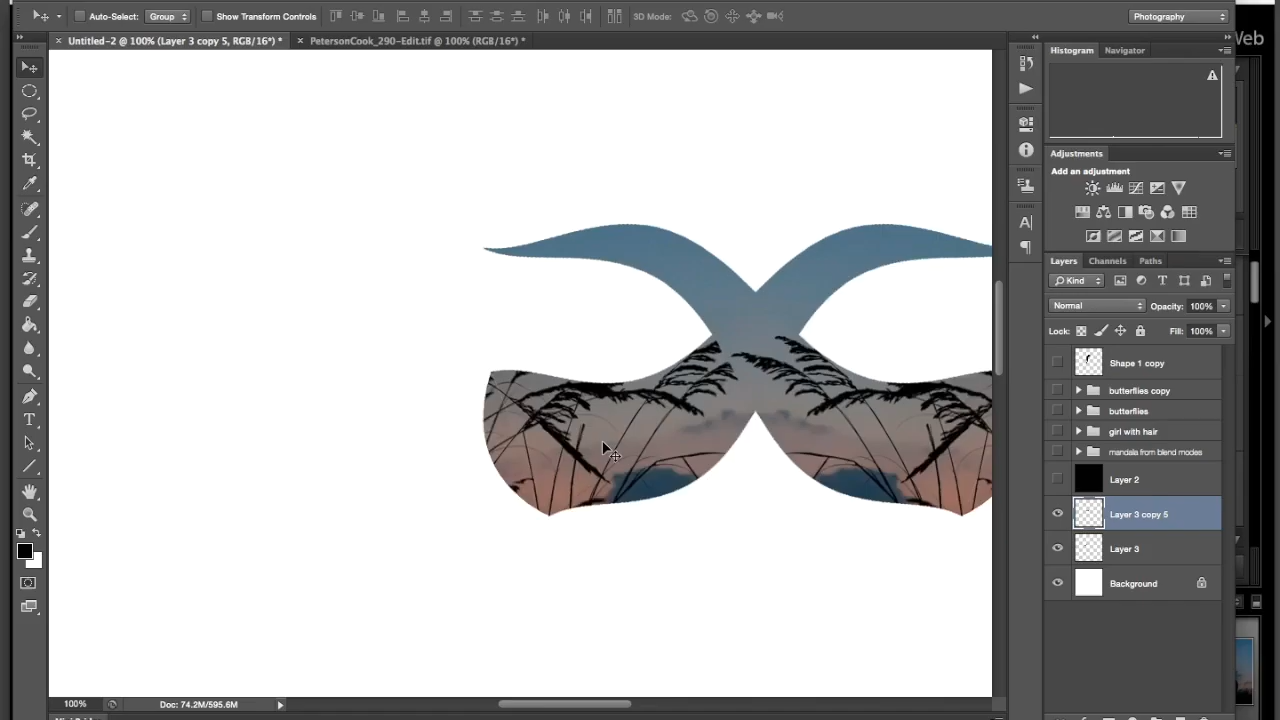 Auto-Select: Group Show Transform Controls 3D Mode: Photography
Web
Untitled-2 @ 100% (Layer 3 copy 5, RGB/16*) * PetersonCook_290-Edit.tif @ 100% (RGB/16*) *
Histogram Navigator
Adjustments
Add an adjustment
Layers Channels Paths
Kind
Normal Opacity: 100%
Lock: Fill: 100%
Shape 1 copy
butterflies copy
butterflies
girl with hair
mandala from blend modes
Layer 2
Layer 3 copy 5
Layer 3
Background
100% Doc: 74.2M/595.6M